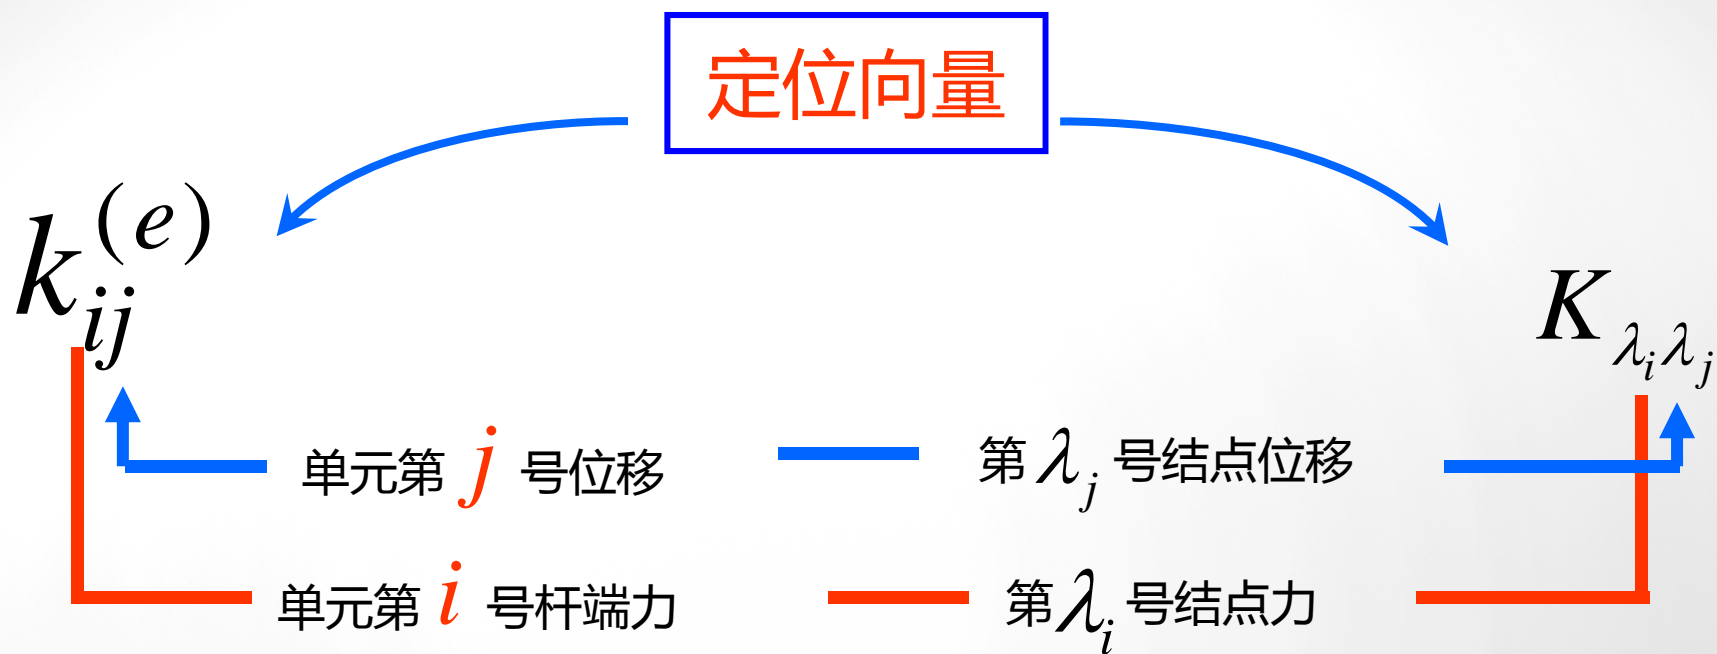 定位向量
k_{ij}^{(e)}
K_{λ_i λ_j}
单元第 j 号位移 第 λ_j 号结点位移
单元第 i 号杆端力 第 λ_i 号结点力